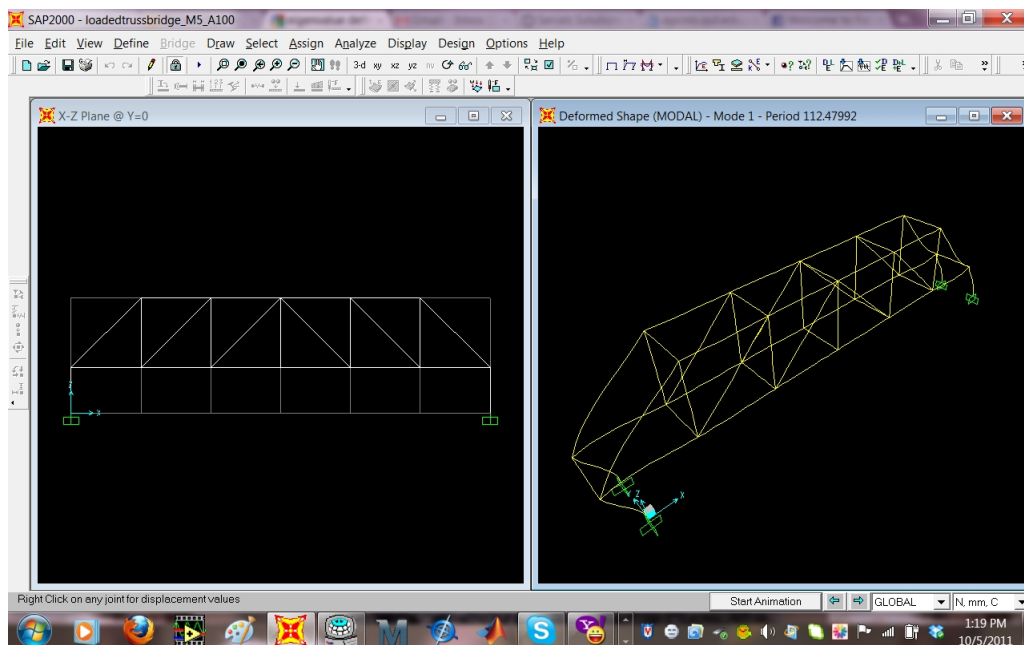 SAP2000 - loadedtrussbridge_M5_A100
File Edit View Define Bridge Draw Select Assign Analyze Display Design Options Help
3-d xy xz yz nv
X-Z Plane @ Y=0
Deformed Shape (MODAL) - Mode 1 - Period 112.47992
Z
X
Z
X
Right Click on any joint for displacement values
Start Animation
GLOBAL
N, mm, C
1:19 PM
10/5/2011